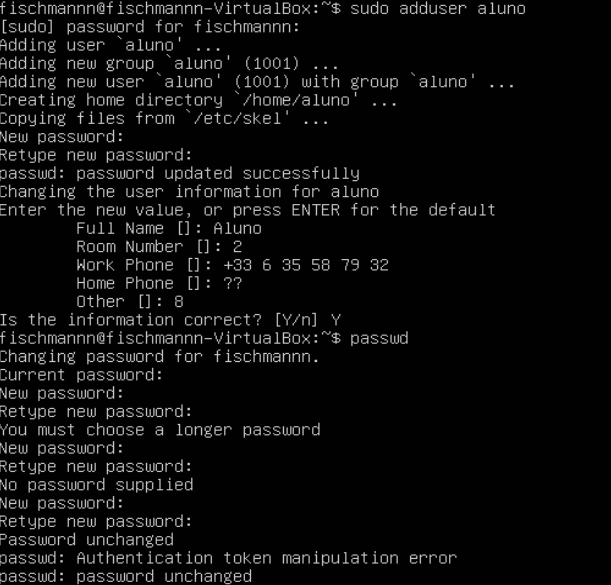 fischmannn@fischmannn-VirtualBox:~$ sudo adduser aluno
[sudo] password for fischmannn:
Adding user `aluno' ...
Adding new group `aluno' (1001) ...
Adding new user `aluno' (1001) with group `aluno' ...
Creating home directory `/home/aluno' ...
Copying files from `/etc/skel' ...
New password:
Retype new password:
passwd: password updated successfully
Changing the user information for aluno
Enter the new value, or press ENTER for the default
Full Name []: Aluno
Room Number []: 2
Work Phone []: +33 6 35 58 79 32
Home Phone []: ??
Other []: 8
Is the information correct? [Y/n] Y
fischmannn@fischmannn-VirtualBox:~$ passwd
Changing password for fischmannn.
Current password:
New password:
Retype new password:
You must choose a longer password
New password:
Retype new password:
No password supplied
New password:
Retype new password:
Password unchanged
passwd: Authentication token manipulation error
passwd: password unchanged